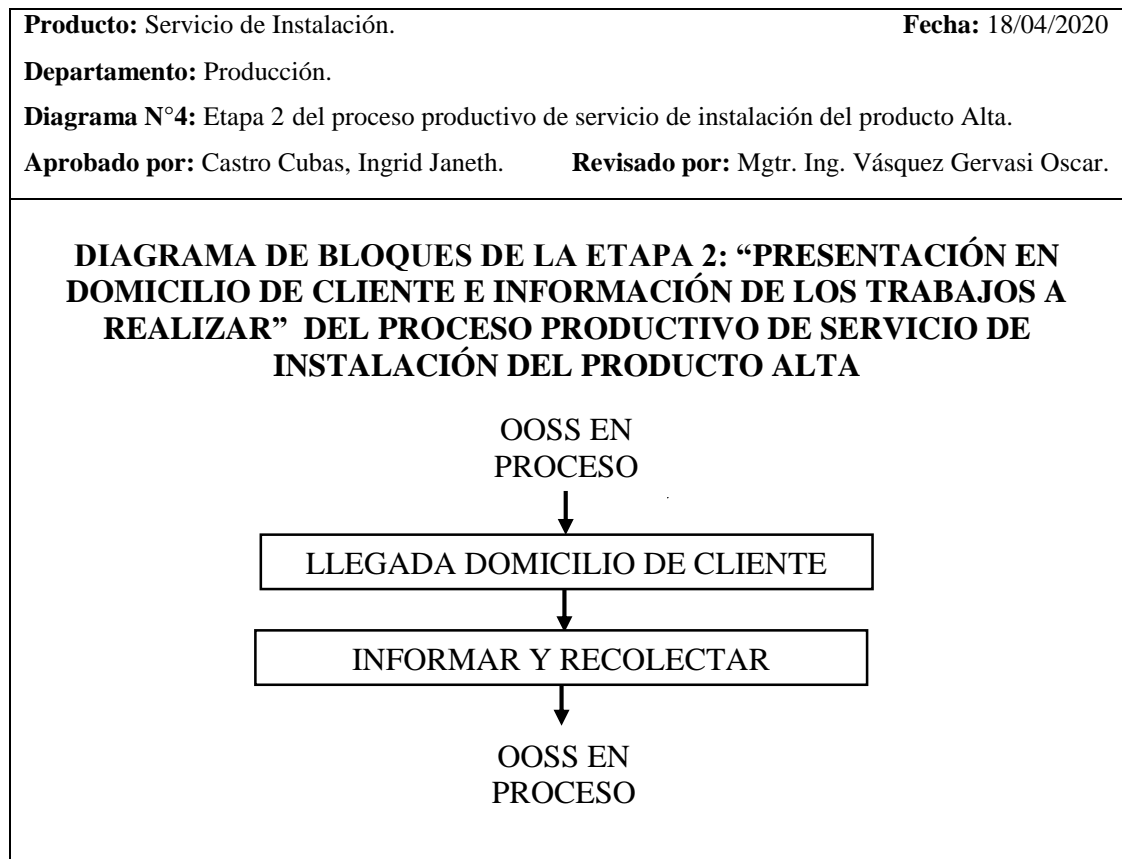 Producto: Servicio de Instalación. Fecha: 18/04/2020
Departamento: Producción.
Diagrama N°4: Etapa 2 del proceso productivo de servicio de instalación del producto Alta.
Aprobado por: Castro Cubas, Ingrid Janeth. Revisado por: Mgtr. Ing. Vásquez Gervasi Oscar.
DIAGRAMA DE BLOQUES DE LA ETAPA 2: “PRESENTACIÓN EN
DOMICILIO DE CLIENTE E INFORMACIÓN DE LOS TRABAJOS A
REALIZAR” DEL PROCESO PRODUCTIVO DE SERVICIO DE
INSTALACIÓN DEL PRODUCTO ALTA
OOSS EN
PROCESO
LLEGADA DOMICILIO DE CLIENTE
INFORMAR Y RECOLECTAR
OOSS EN
PROCESO